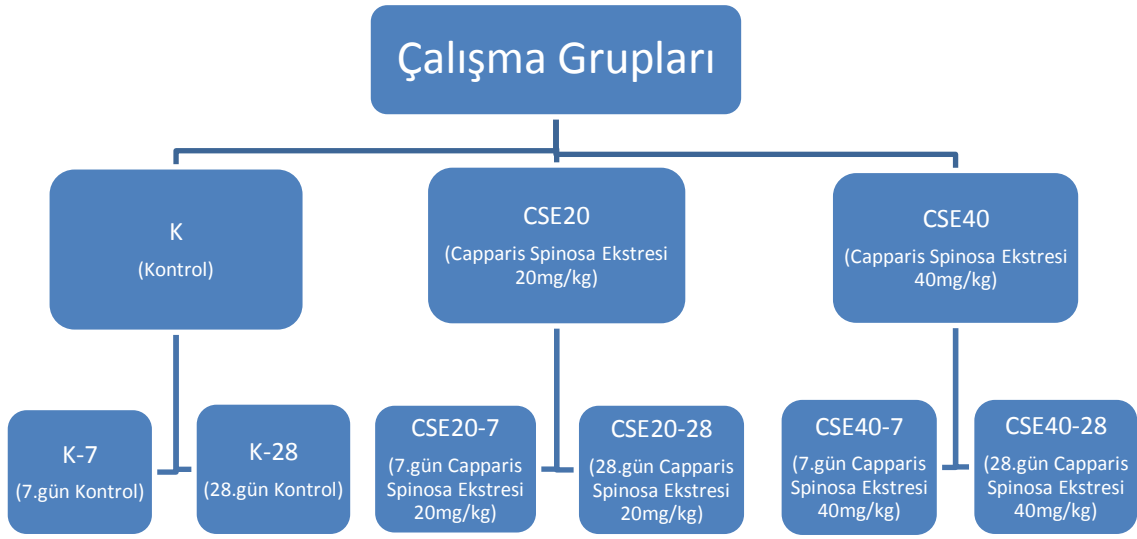 Çalışma Grupları
K
(Kontrol)
CSE20
(Capparis Spinosa Ekstresi
20mg/kg)
CSE40
(Capparis Spinosa Ekstresi
40mg/kg)
K-7
(7.gün Kontrol)
K-28
(28.gün Kontrol)
CSE20-7
(7.gün Capparis
Spinosa Ekstresi
20mg/kg)
CSE20-28
(28.gün Capparis
Spinosa Ekstresi
20mg/kg)
CSE40-7
(7.gün Capparis
Spinosa Ekstresi
40mg/kg)
CSE40-28
(28.gün Capparis
Spinosa Ekstresi
40mg/kg)